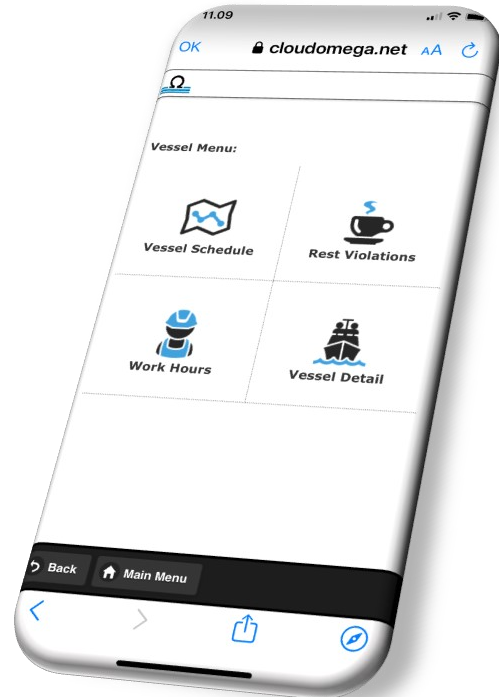 11.09
OK
cloudomega.net
AA
Ω
Vessel Menu:
Vessel Schedule
Rest Violations
Work Hours
Vessel Detail
Back
Main Menu